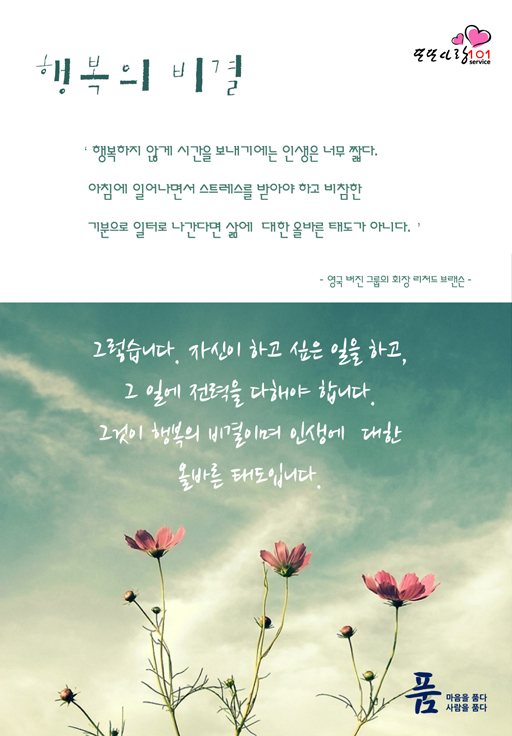 또또사랑101
service
행복의 비결
‘ 행복하지 않게 시간을 보내기에는 인생은 너무 짧다.
아침에 일어나면서 스트레스를 받아야 하고 비참한
기분으로 일터로 나간다면 삶에 대한 올바른 태도가 아니다. ’
- 영국 버진 그룹의 회장 리처드 브랜슨 -
그렇습니다. 자신이 하고 싶은 일을 하고,
그 일에 전력을 다해야 합니다.
그것이 행복의 비결이며 인생에 대한
올바른 태도입니다.
품
마음을 품다
사람을 품다